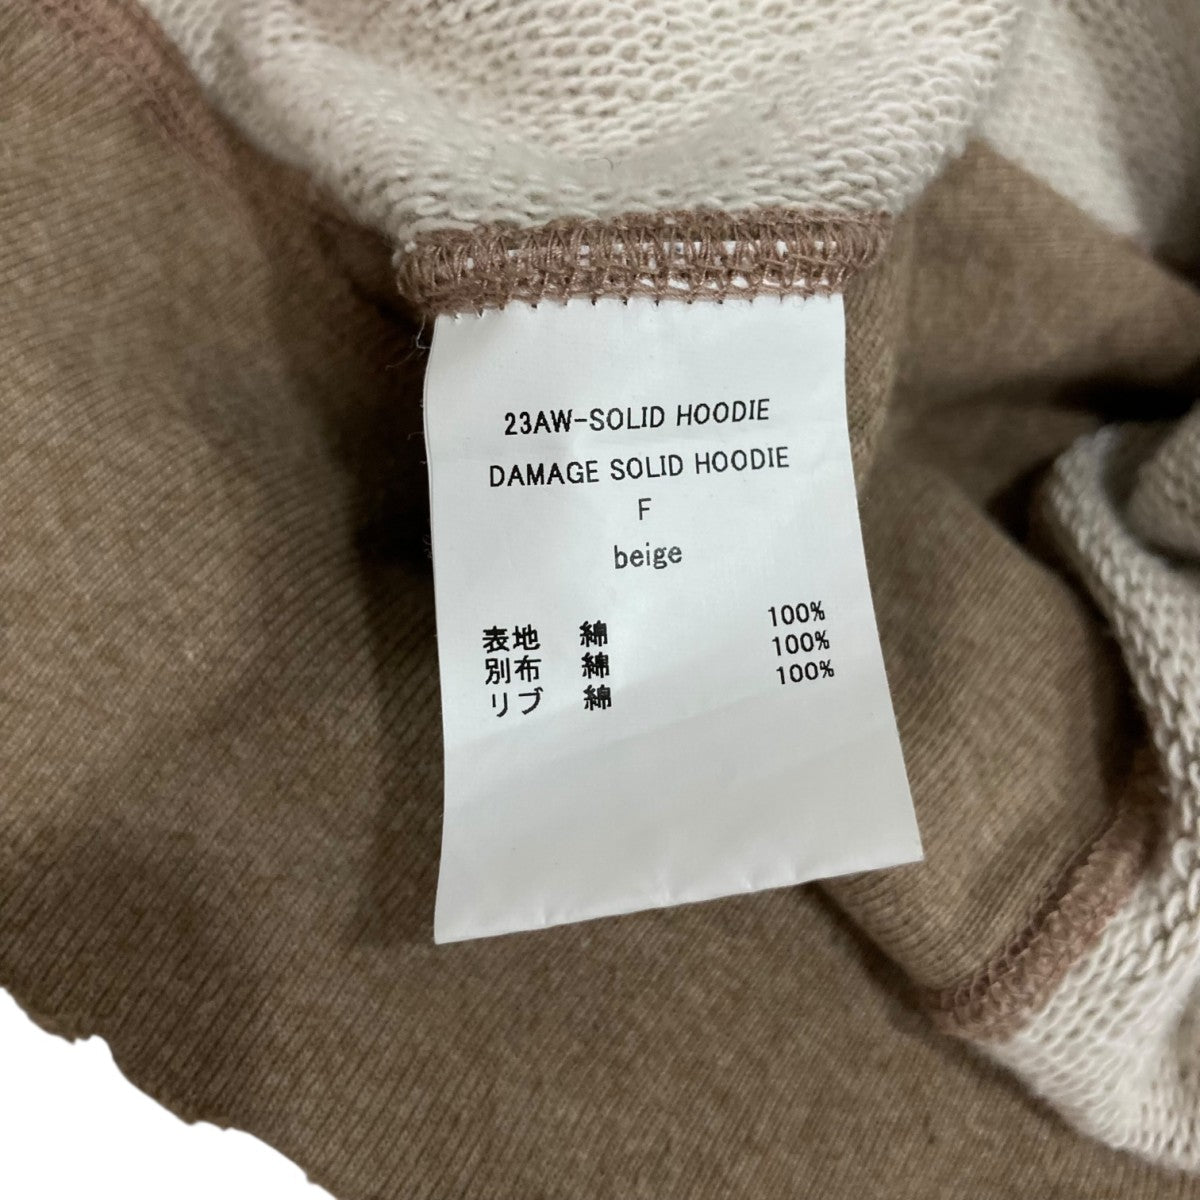 23AW-SOLID HOODIE
DAMAGE SOLID HOODIE
F
beige
表地 綿 100%
別布 綿 100%
リブ 綿 100%